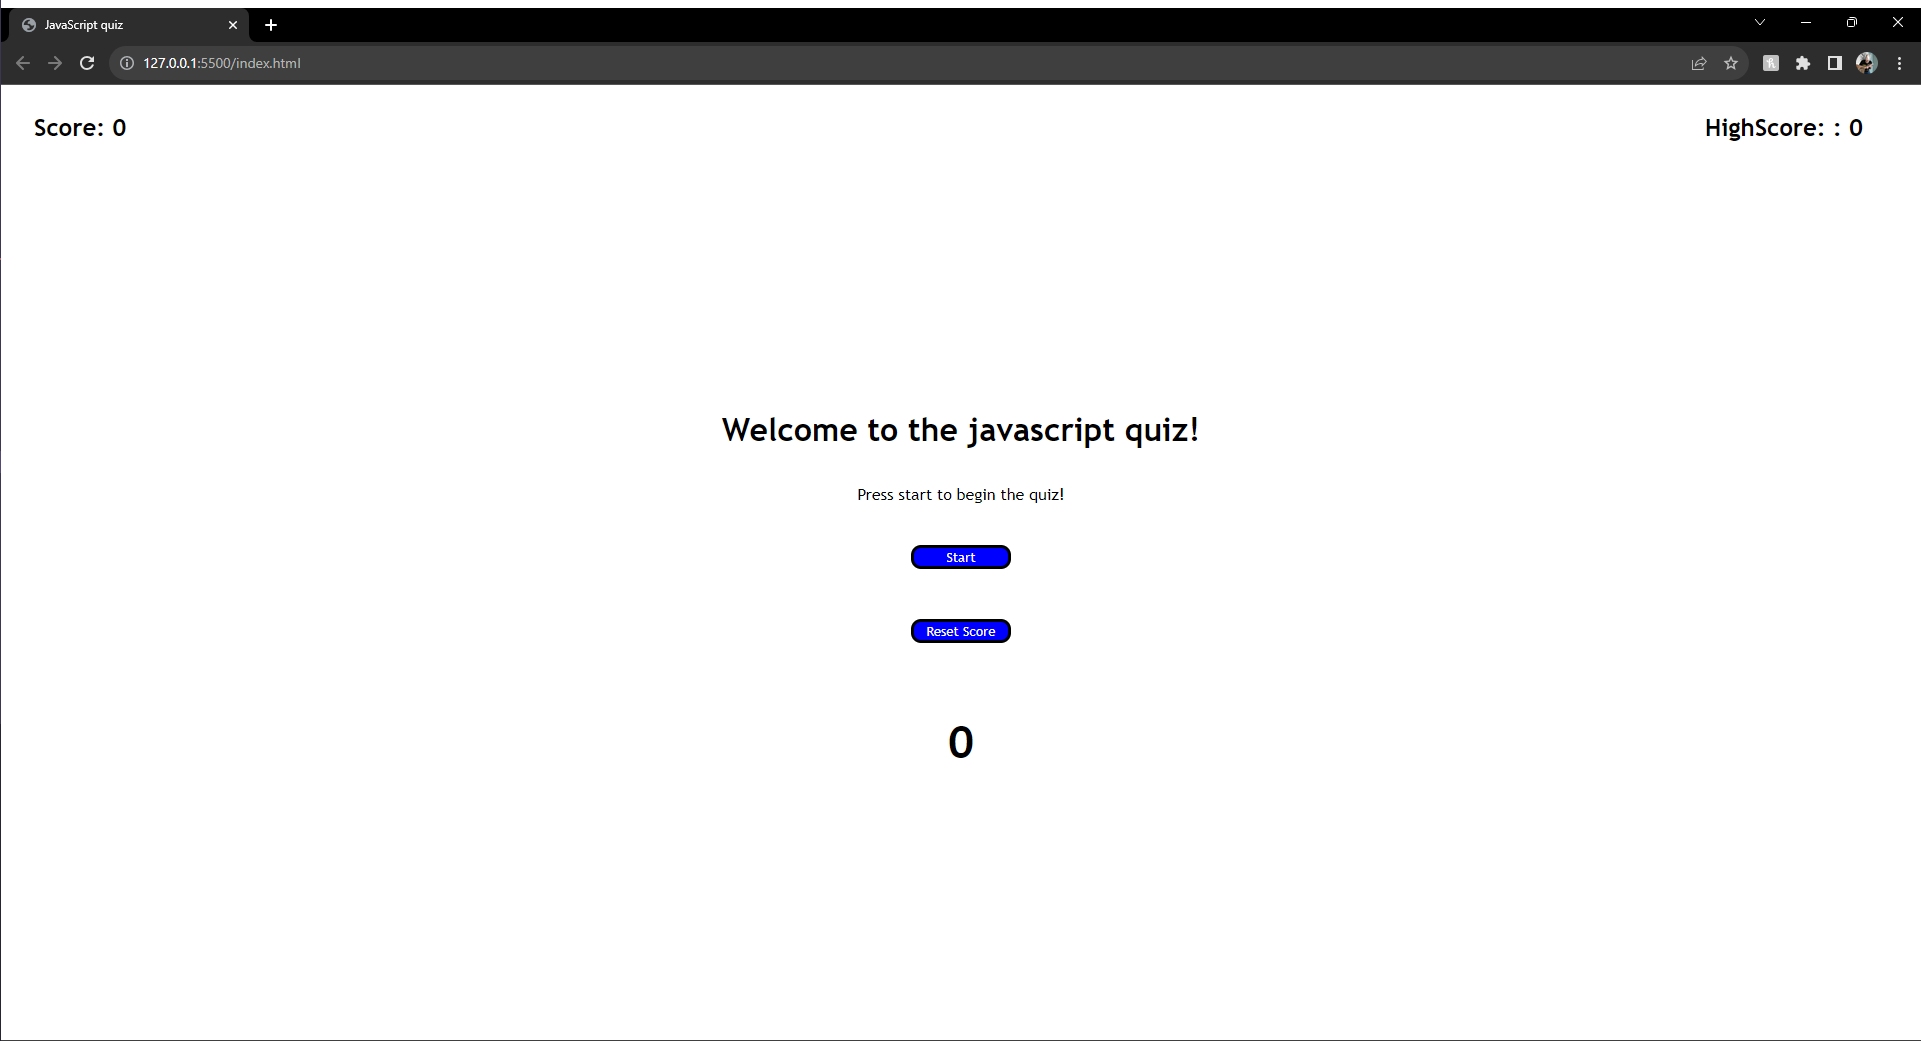 JavaScript quiz
127.0.0.1:5500/index.html
Score: 0
HighScore: : 0
Welcome to the javascript quiz!
Press start to begin the quiz!
Start
Reset Score
0